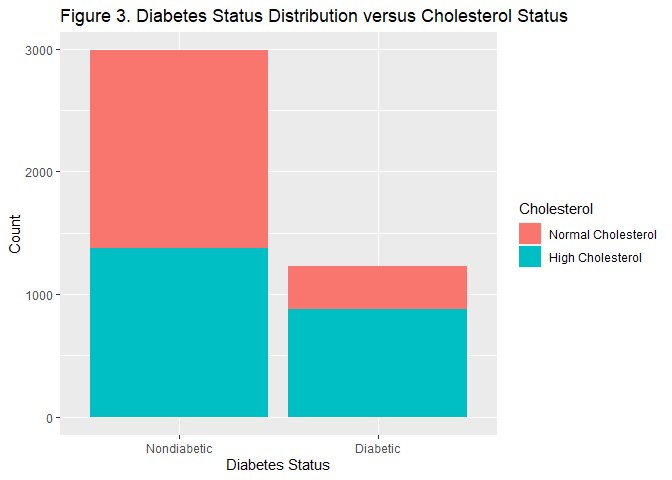 Figure 3. Diabetes Status Distribution versus Cholesterol Status
3000
2000
1000
0
Count
Nondiabetic
Diabetic
Diabetes Status
Cholesterol
Normal Cholesterol
High Cholesterol